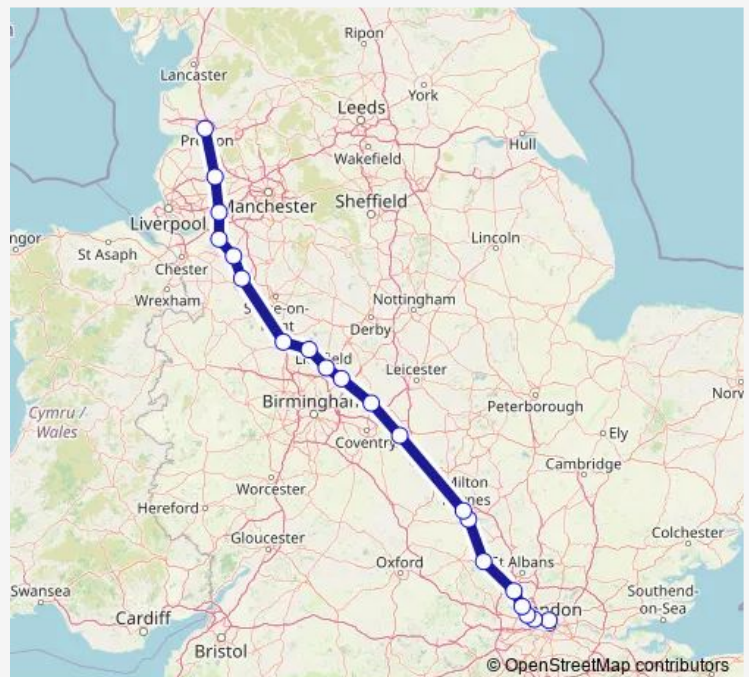 Ripon
Lancaster
York
Leeds
Hull
Wakefield
Manchester
Sheffield
Liverpool
Lincoln
St Asaph
Chester
Wrexham
Nottingham
Derby
Leicester
Birmingham
Peterborough
Norw
Cymru /
Wales
Coventry
Ely
Cambridge
Worcester
Hereford
Gloucester
Colchester
Oxford
St Albans
Swansea
Southend-
on-Sea
Cardiff
Bristol
© OpenStreetMap contributors